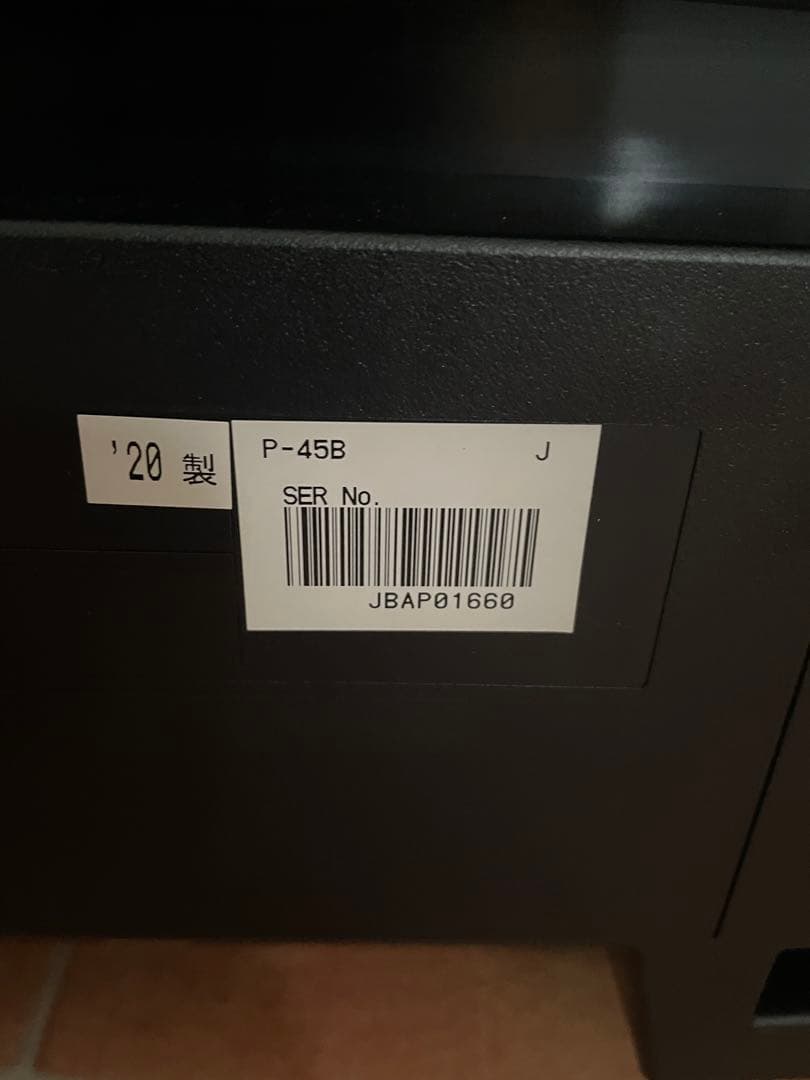 '20 製
P-45B J
SER No.
JBAP01660